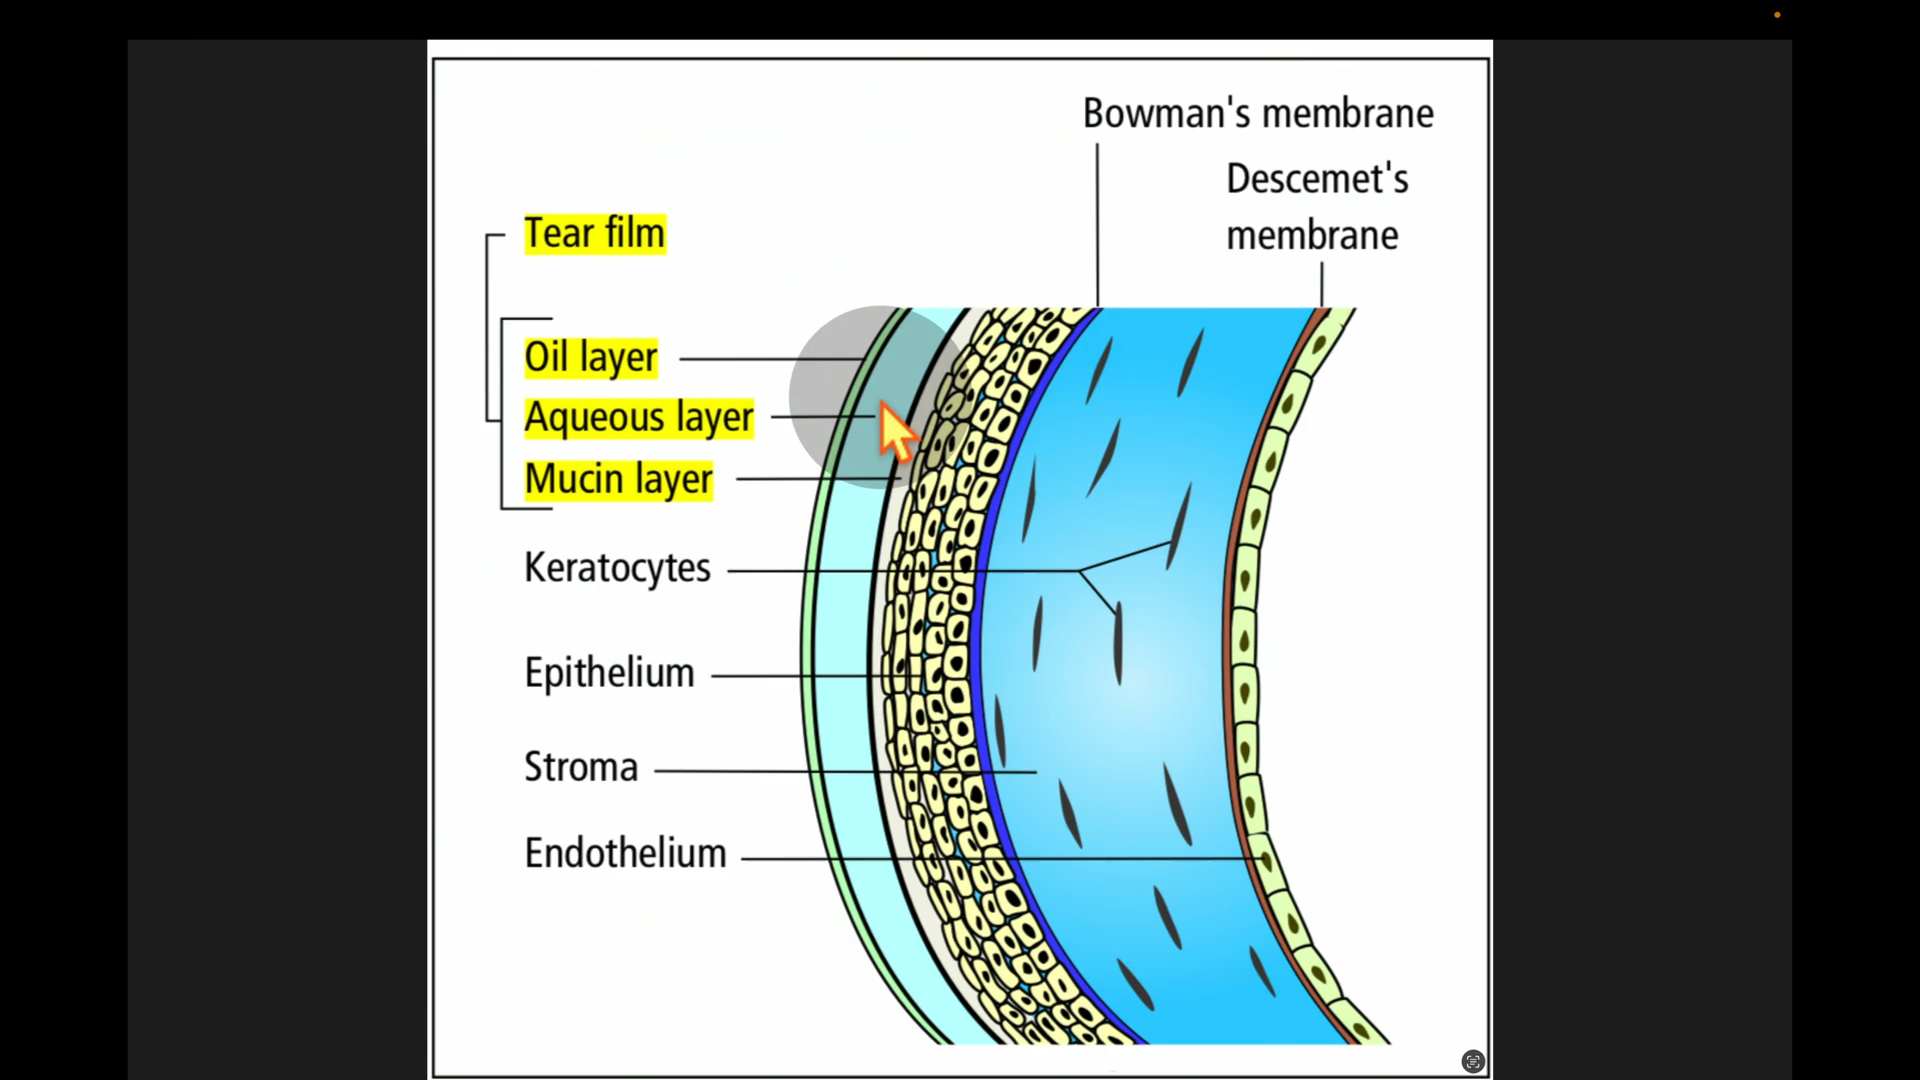 Bowman's membrane
Descemet's
membrane
Tear film
Oil layer
Aqueous layer
Mucin layer
Keratocytes
Epithelium
Stroma
Endothelium